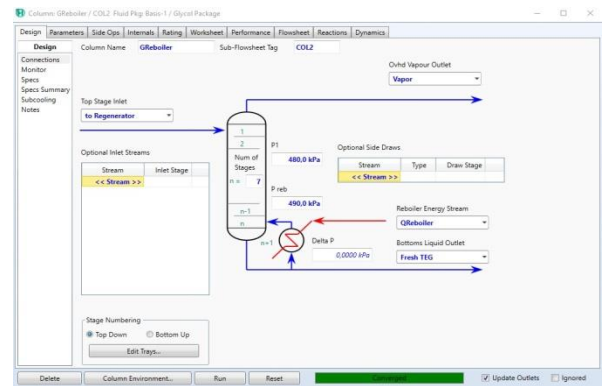 Column: GReboiler / COL2 Fluid Pkg: Basis-1 / Glycol Package
Design Parameters Side Ops Internals Rating Worksheet Performance Flowsheet Reactions Dynamics
Design
Connections
Monitor
Specs
Specs Summary
Subcooling
Notes
Column Name GReboiler Sub-Flowsheet Tag COL2
Ovhd Vapour Outlet
Vapor
Top Stage Inlet
to Regenerator
Optional Inlet Streams
Stream Inlet Stage
<< Stream >>
1
2
Num of
Stages
n = 7
n-1
n
n+1
P1
480,0 kPa
P reb
490,0 kPa
Delta P
0,0000 kPa
Optional Side Draws
Stream Type Draw Stage
<< Stream >>
Reboiler Energy Stream
QReboiler
Bottoms Liquid Outlet
Fresh TEG
Stage Numbering
Top Down Bottom Up
Edit Trays...
Delete Column Environment... Run Reset Converged Update Outlets Ignored